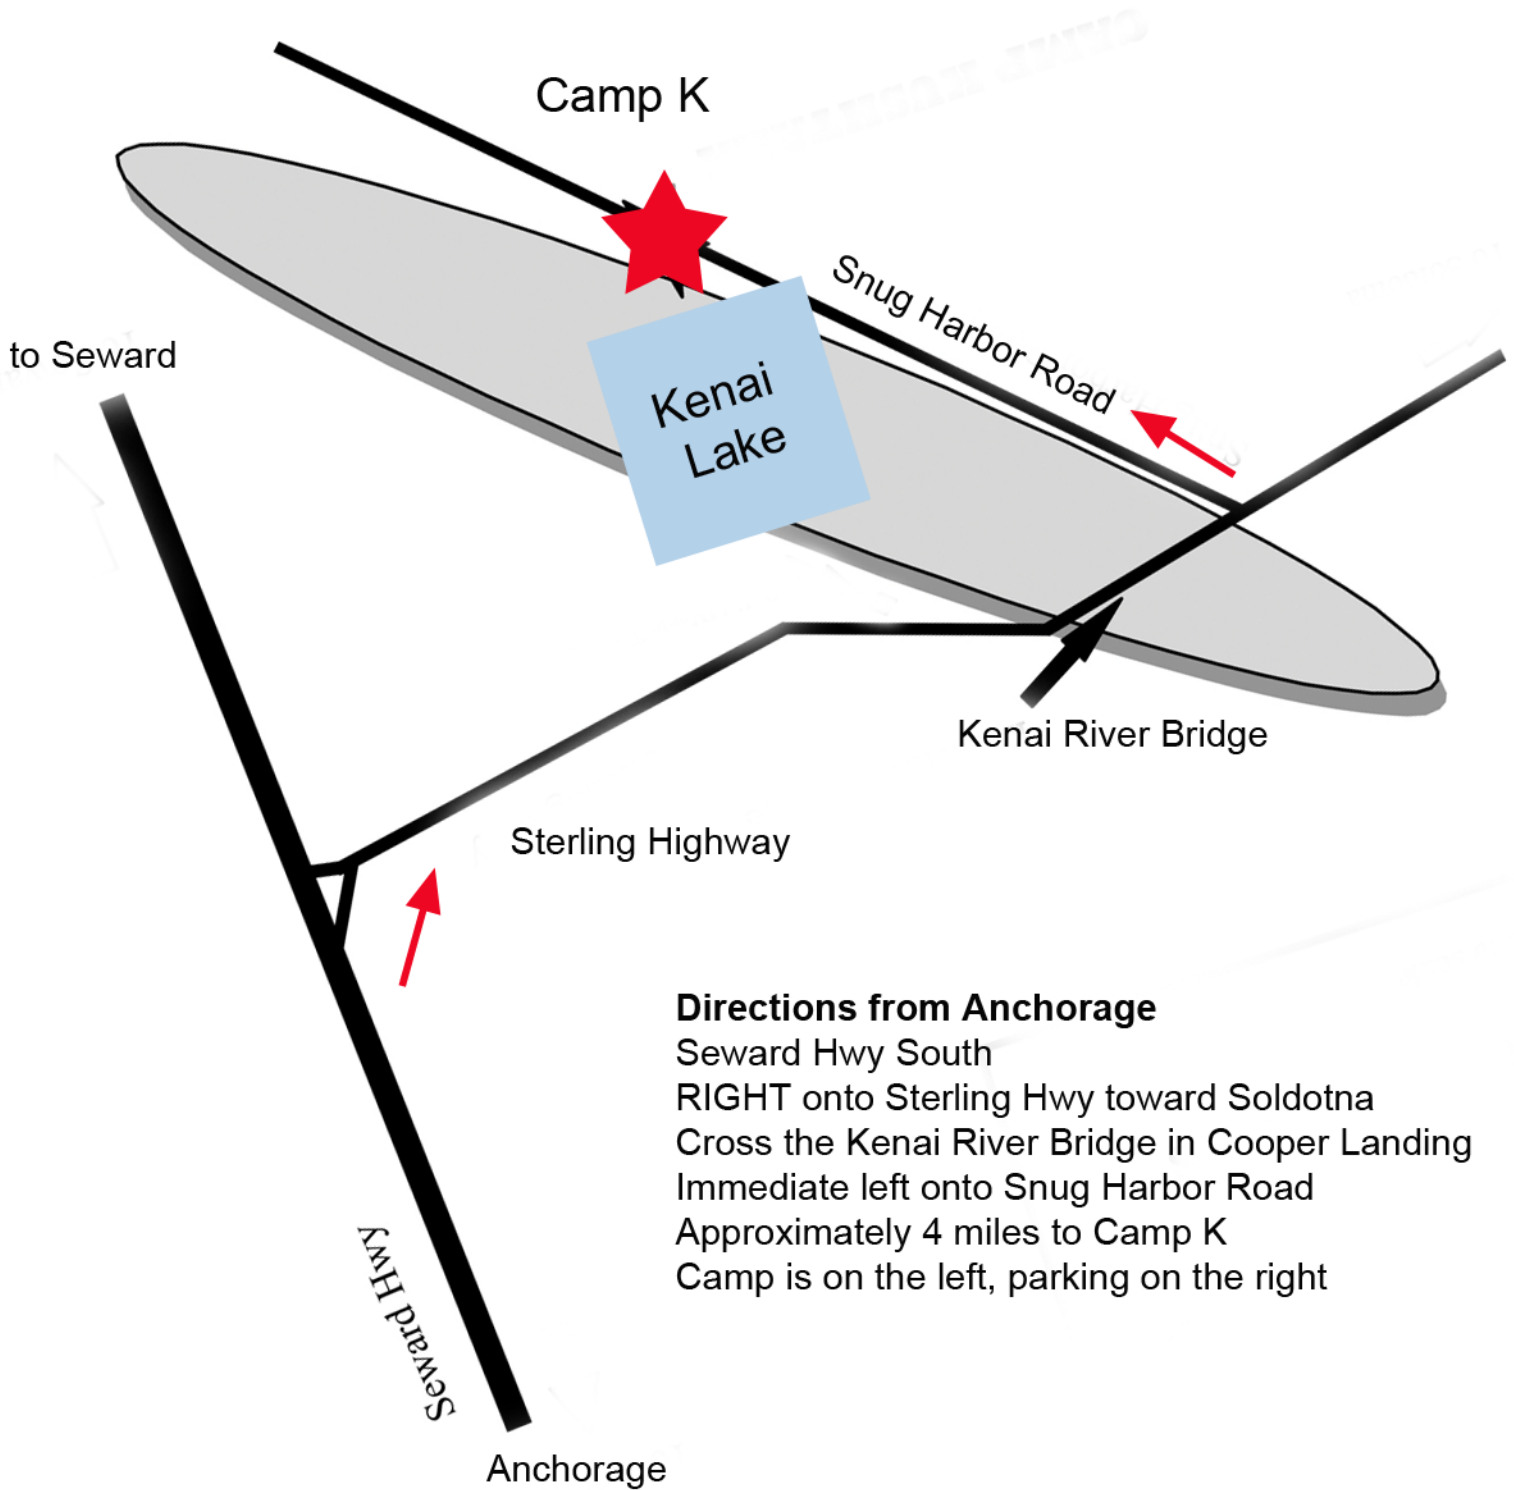 Camp K
Snug Harbor Road
to Seward
Kenai
Lake
Kenai River Bridge
Sterling Highway
Directions from Anchorage
Seward Hwy South
RIGHT onto Sterling Hwy toward Soldotna
Cross the Kenai River Bridge in Cooper Landing
Immediate left onto Snug Harbor Road
Approximately 4 miles to Camp K
Camp is on the left, parking on the right
Seward Hwy
Anchorage